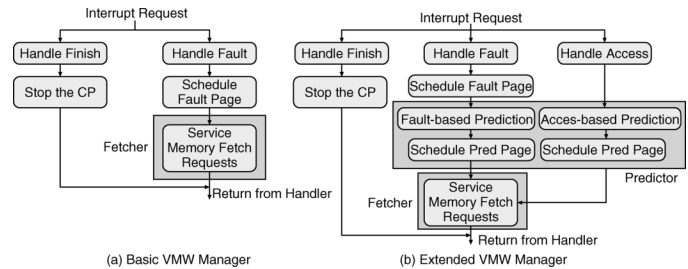 Interrupt Request
Handle Finish
Handle Fault
Stop the CP
Schedule
Fault Page
Fetcher
Service
Memory Fetch
Requests
Return from Handler
(a) Basic VMW Manager
Interrupt Request
Handle Finish
Handle Fault
Handle Access
Stop the CP
Schedule Fault Page
Fault-based Prediction
Acces-based Prediction
Schedule Pred Page
Schedule Pred Page
Predictor
Fetcher
Service
Memory Fetch
Requests
Return from Handler
(b) Extended VMW Manager